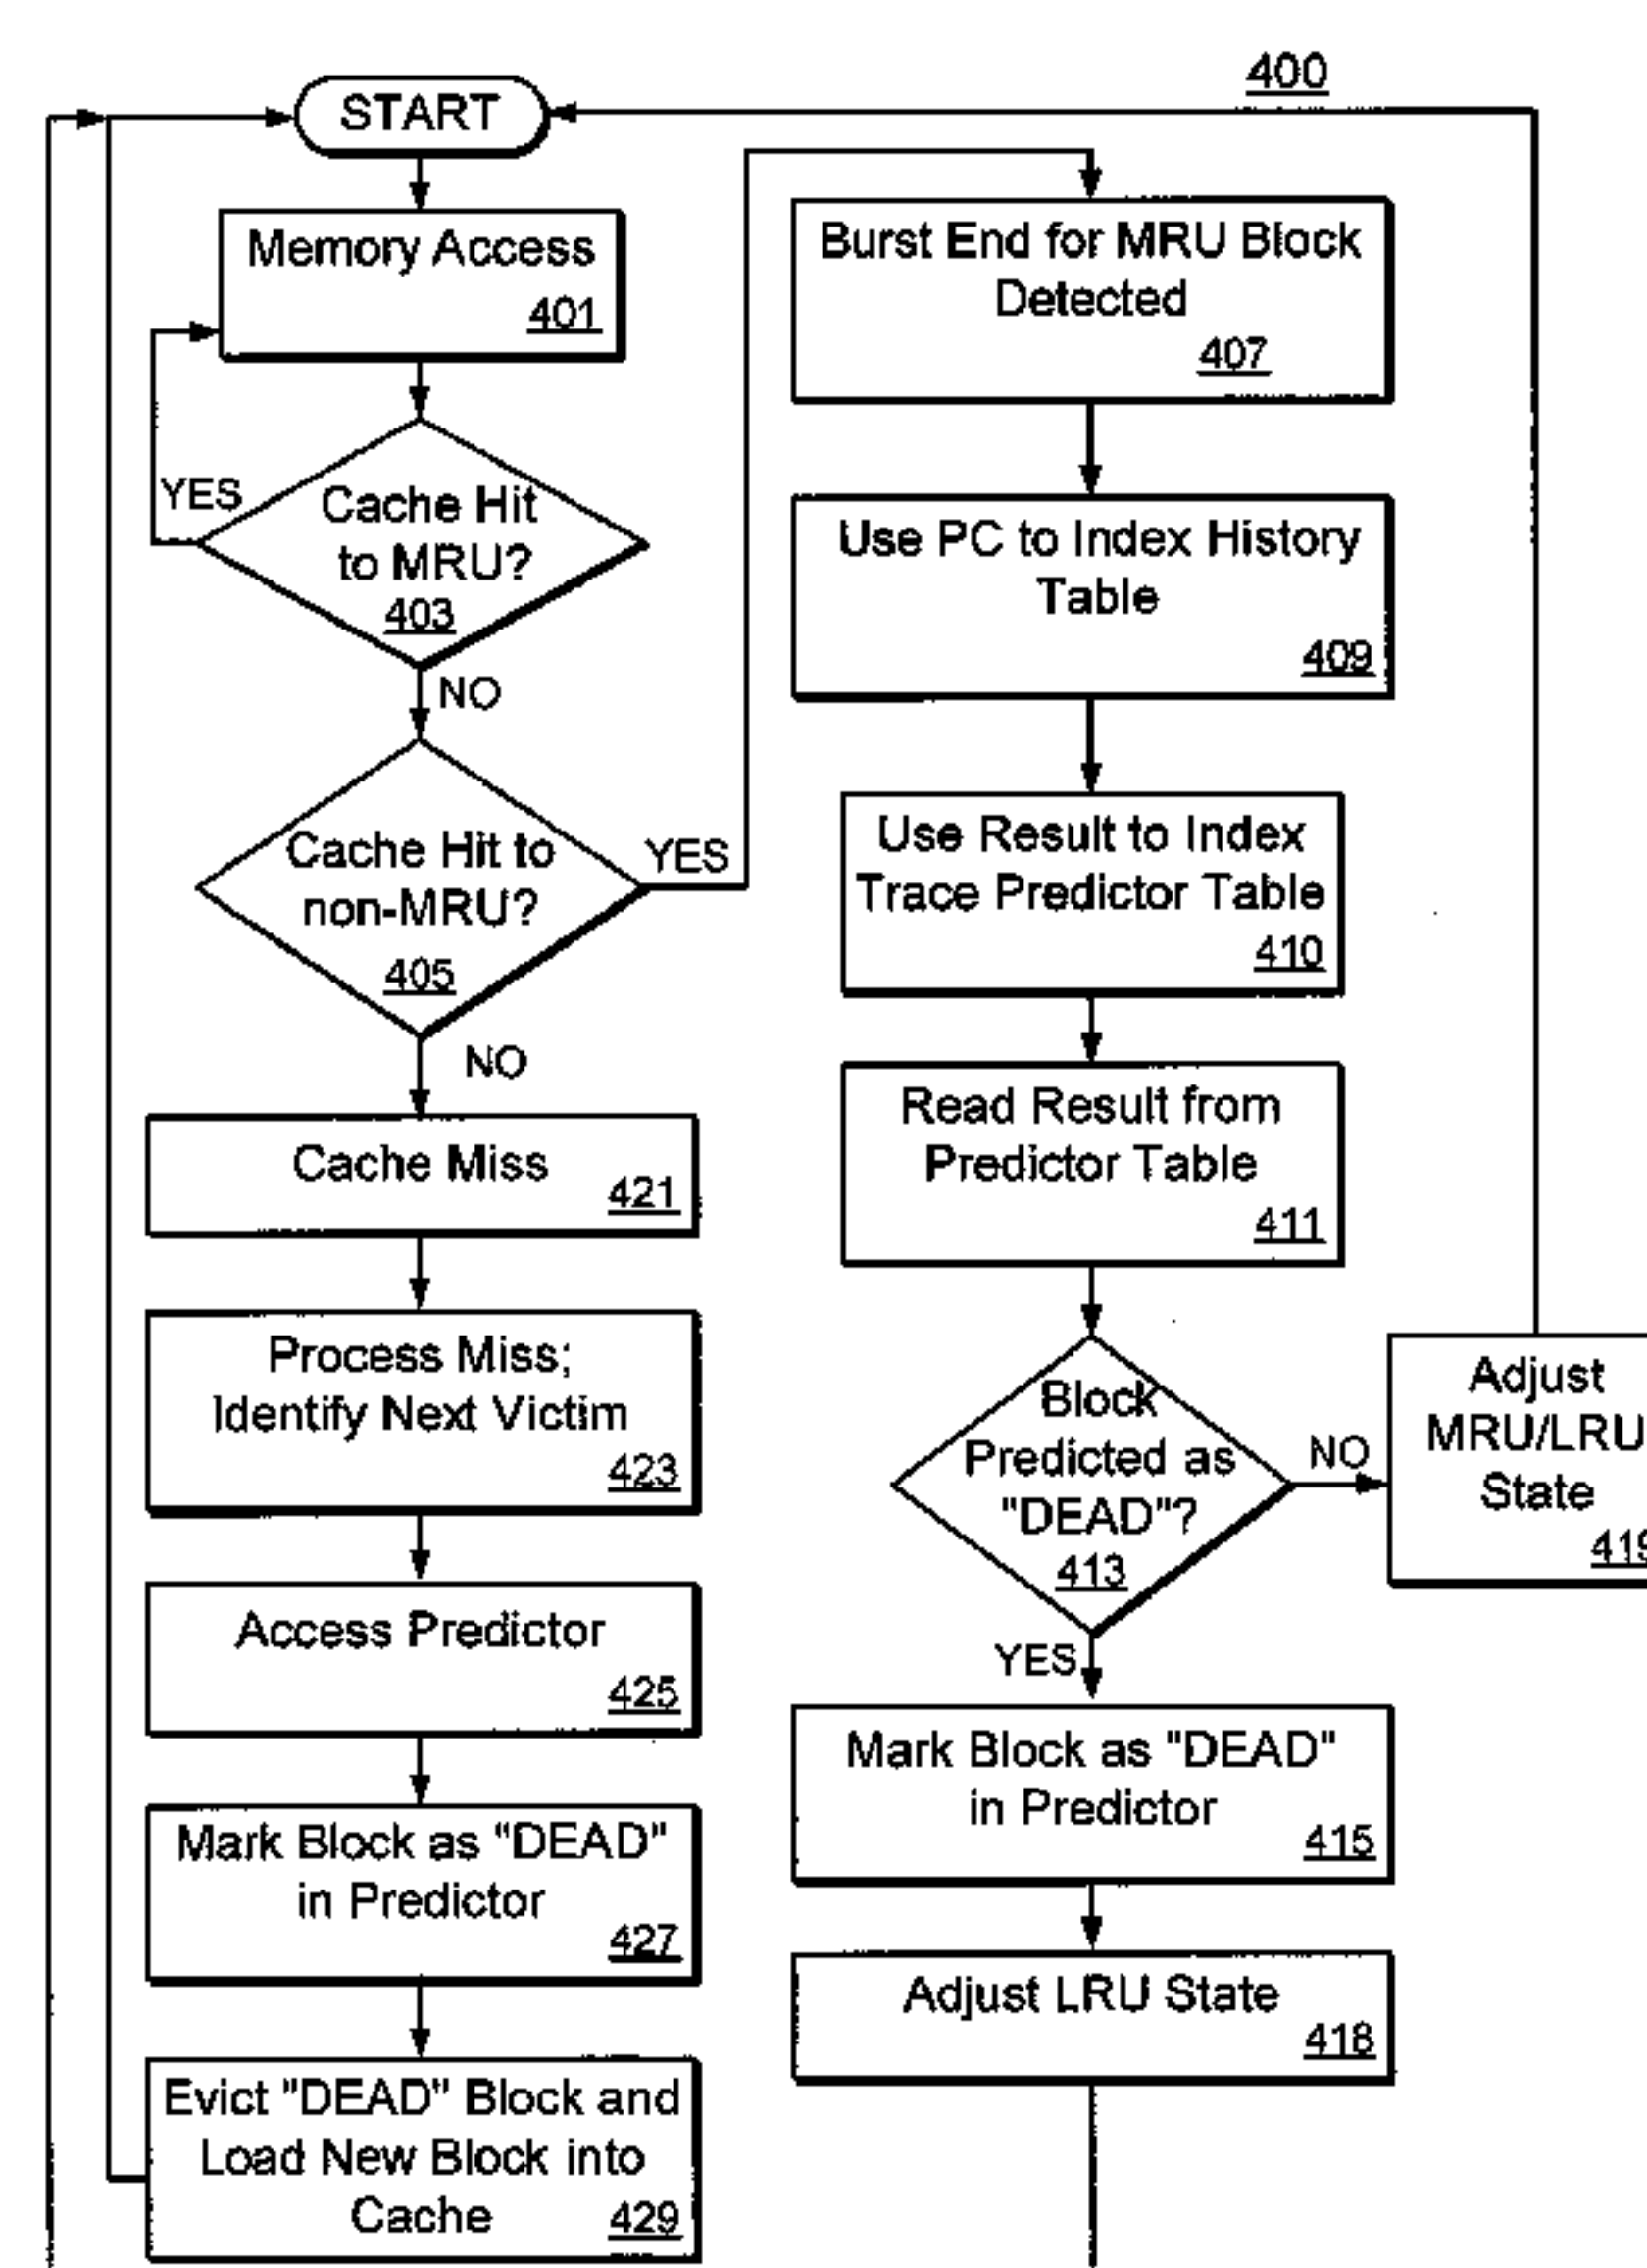 400
START
Memory Access
401
YES
Cache Hit
to MRU?
403
NO
Cache Hit to
non-MRU?
405
YES
NO
Cache Miss
421
Process Miss;
Identify Next Victim
423
Access Predictor
425
Mark Block as "DEAD"
in Predictor
427
Evict "DEAD" Block and
Load New Block into
Cache
429
Burst End for MRU Block
Detected
407
Use PC to Index History
Table
409
Use Result to Index
Trace Predictor Table
410
Read Result from
Predictor Table
411
Block
Predicted as
"DEAD"?
413
NO
YES
Adjust
MRU/LRU
State
419
Mark Block as "DEAD"
in Predictor
415
Adjust LRU State
418